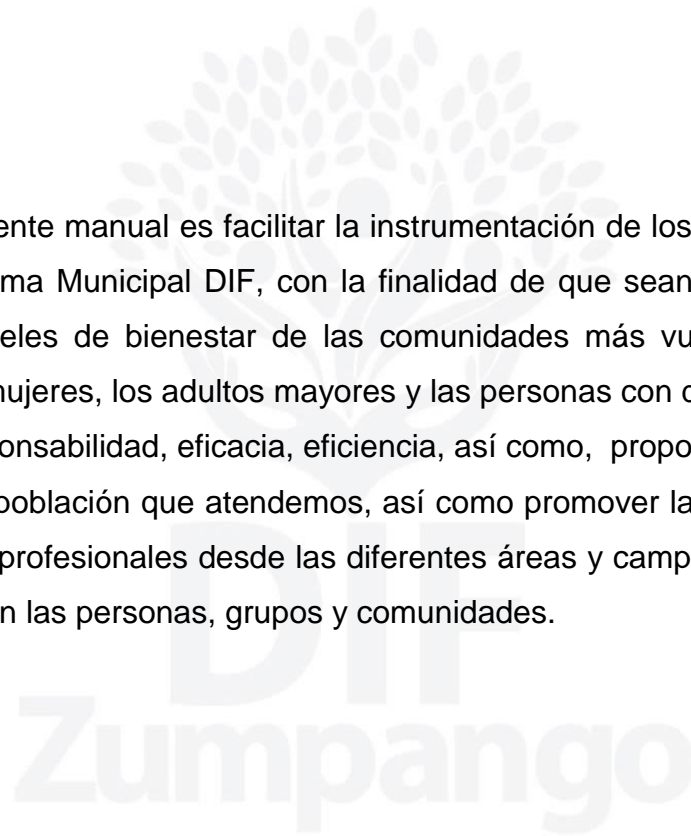 ente manual es facilitar la instrumentación de los
ma Municipal DIF, con la finalidad de que sean
eles de bienestar de las comunidades más vu
nujeres, los adultos mayores y las personas con c
onsabilidad, eficacia, eficiencia, así como, propo
pooblación que atendemos, así como promover la
profesionales desde las diferentes áreas y camp
n las personas, grupos y comunidades.
DIF
Zumpango